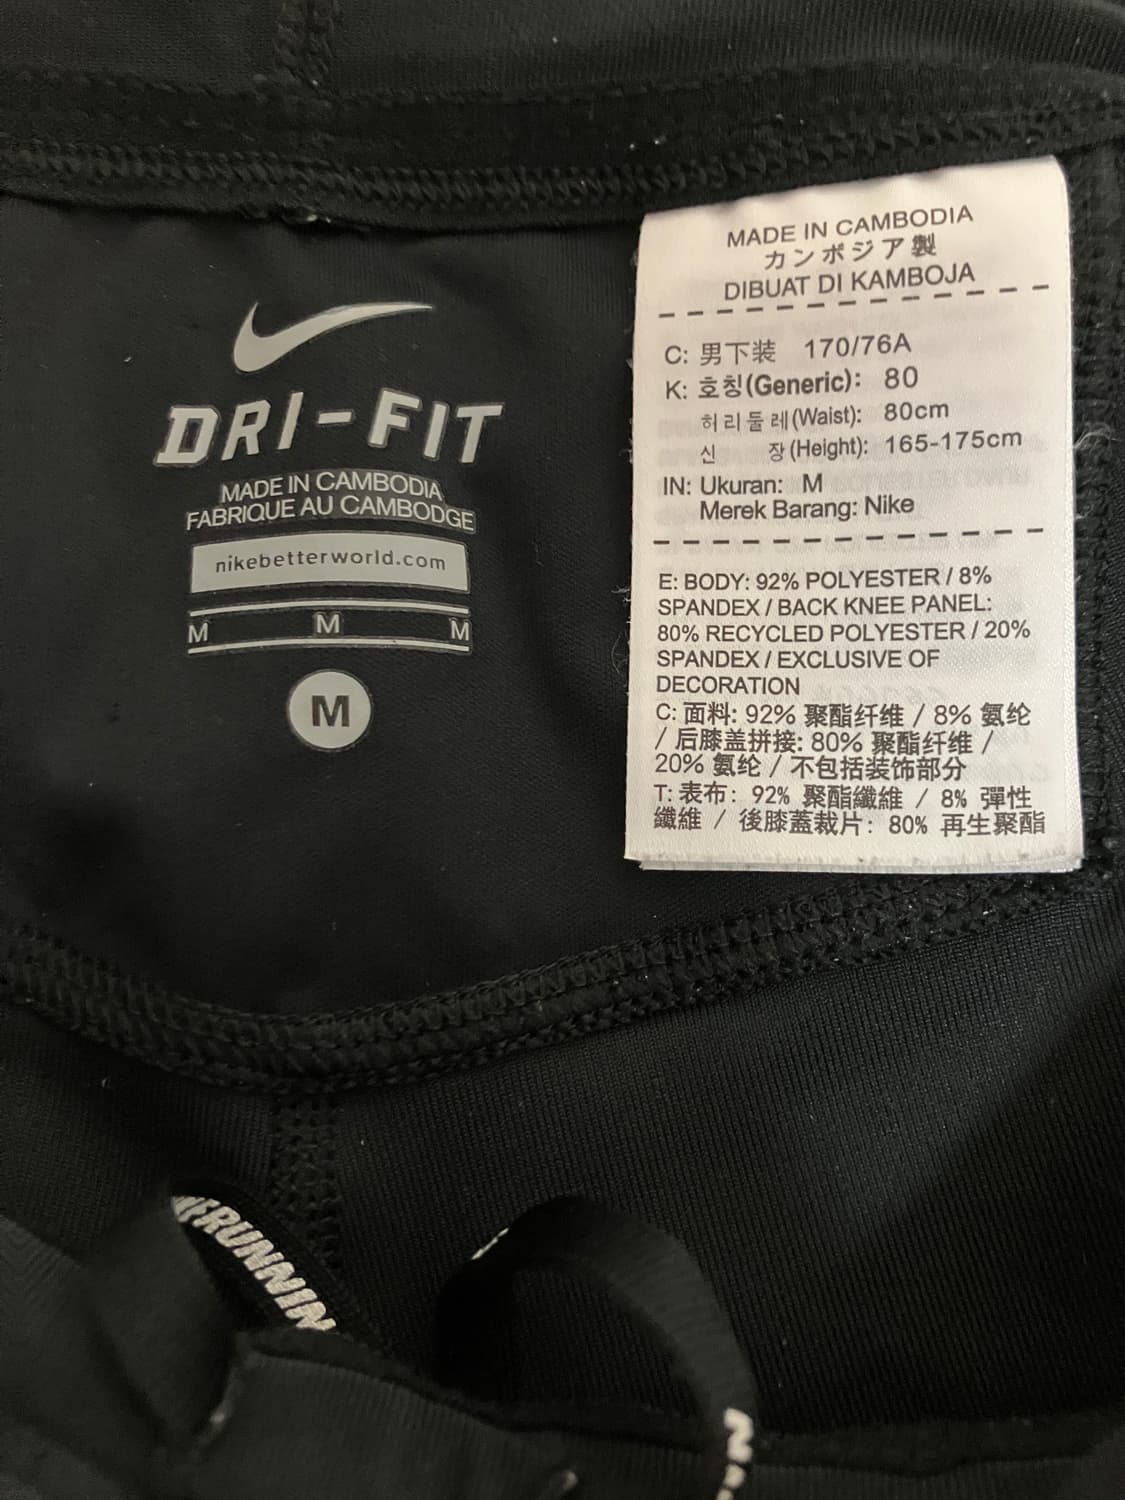 DRI-FIT
MADE IN CAMBODIA
FABRIQUE AU CAMBODGE
nikebetterworld.com
M M M
M
MADE IN CAMBODIA
カンボジア製
DIBUAT DI KAMBOJA
C: 男下装 170/76A
K: 호칭(Generic): 80
허리둘레(Waist): 80cm
신 장(Height): 165-175cm
IN: Ukuran: M
Merek Barang: Nike
E: BODY: 92% POLYESTER / 8%
SPANDEX / BACK KNEE PANEL:
80% RECYCLED POLYESTER / 20%
SPANDEX / EXCLUSIVE OF
DECORATION
C: 面料: 92% 聚酯纤维 / 8% 氨纶
/ 后膝盖拼接: 80% 聚酯纤维 /
20% 氨纶 / 不包括装饰部分
T: 表布: 92% 聚酯纖維 / 8% 彈性
纖維 / 後膝蓋裁片: 80% 再生聚酯